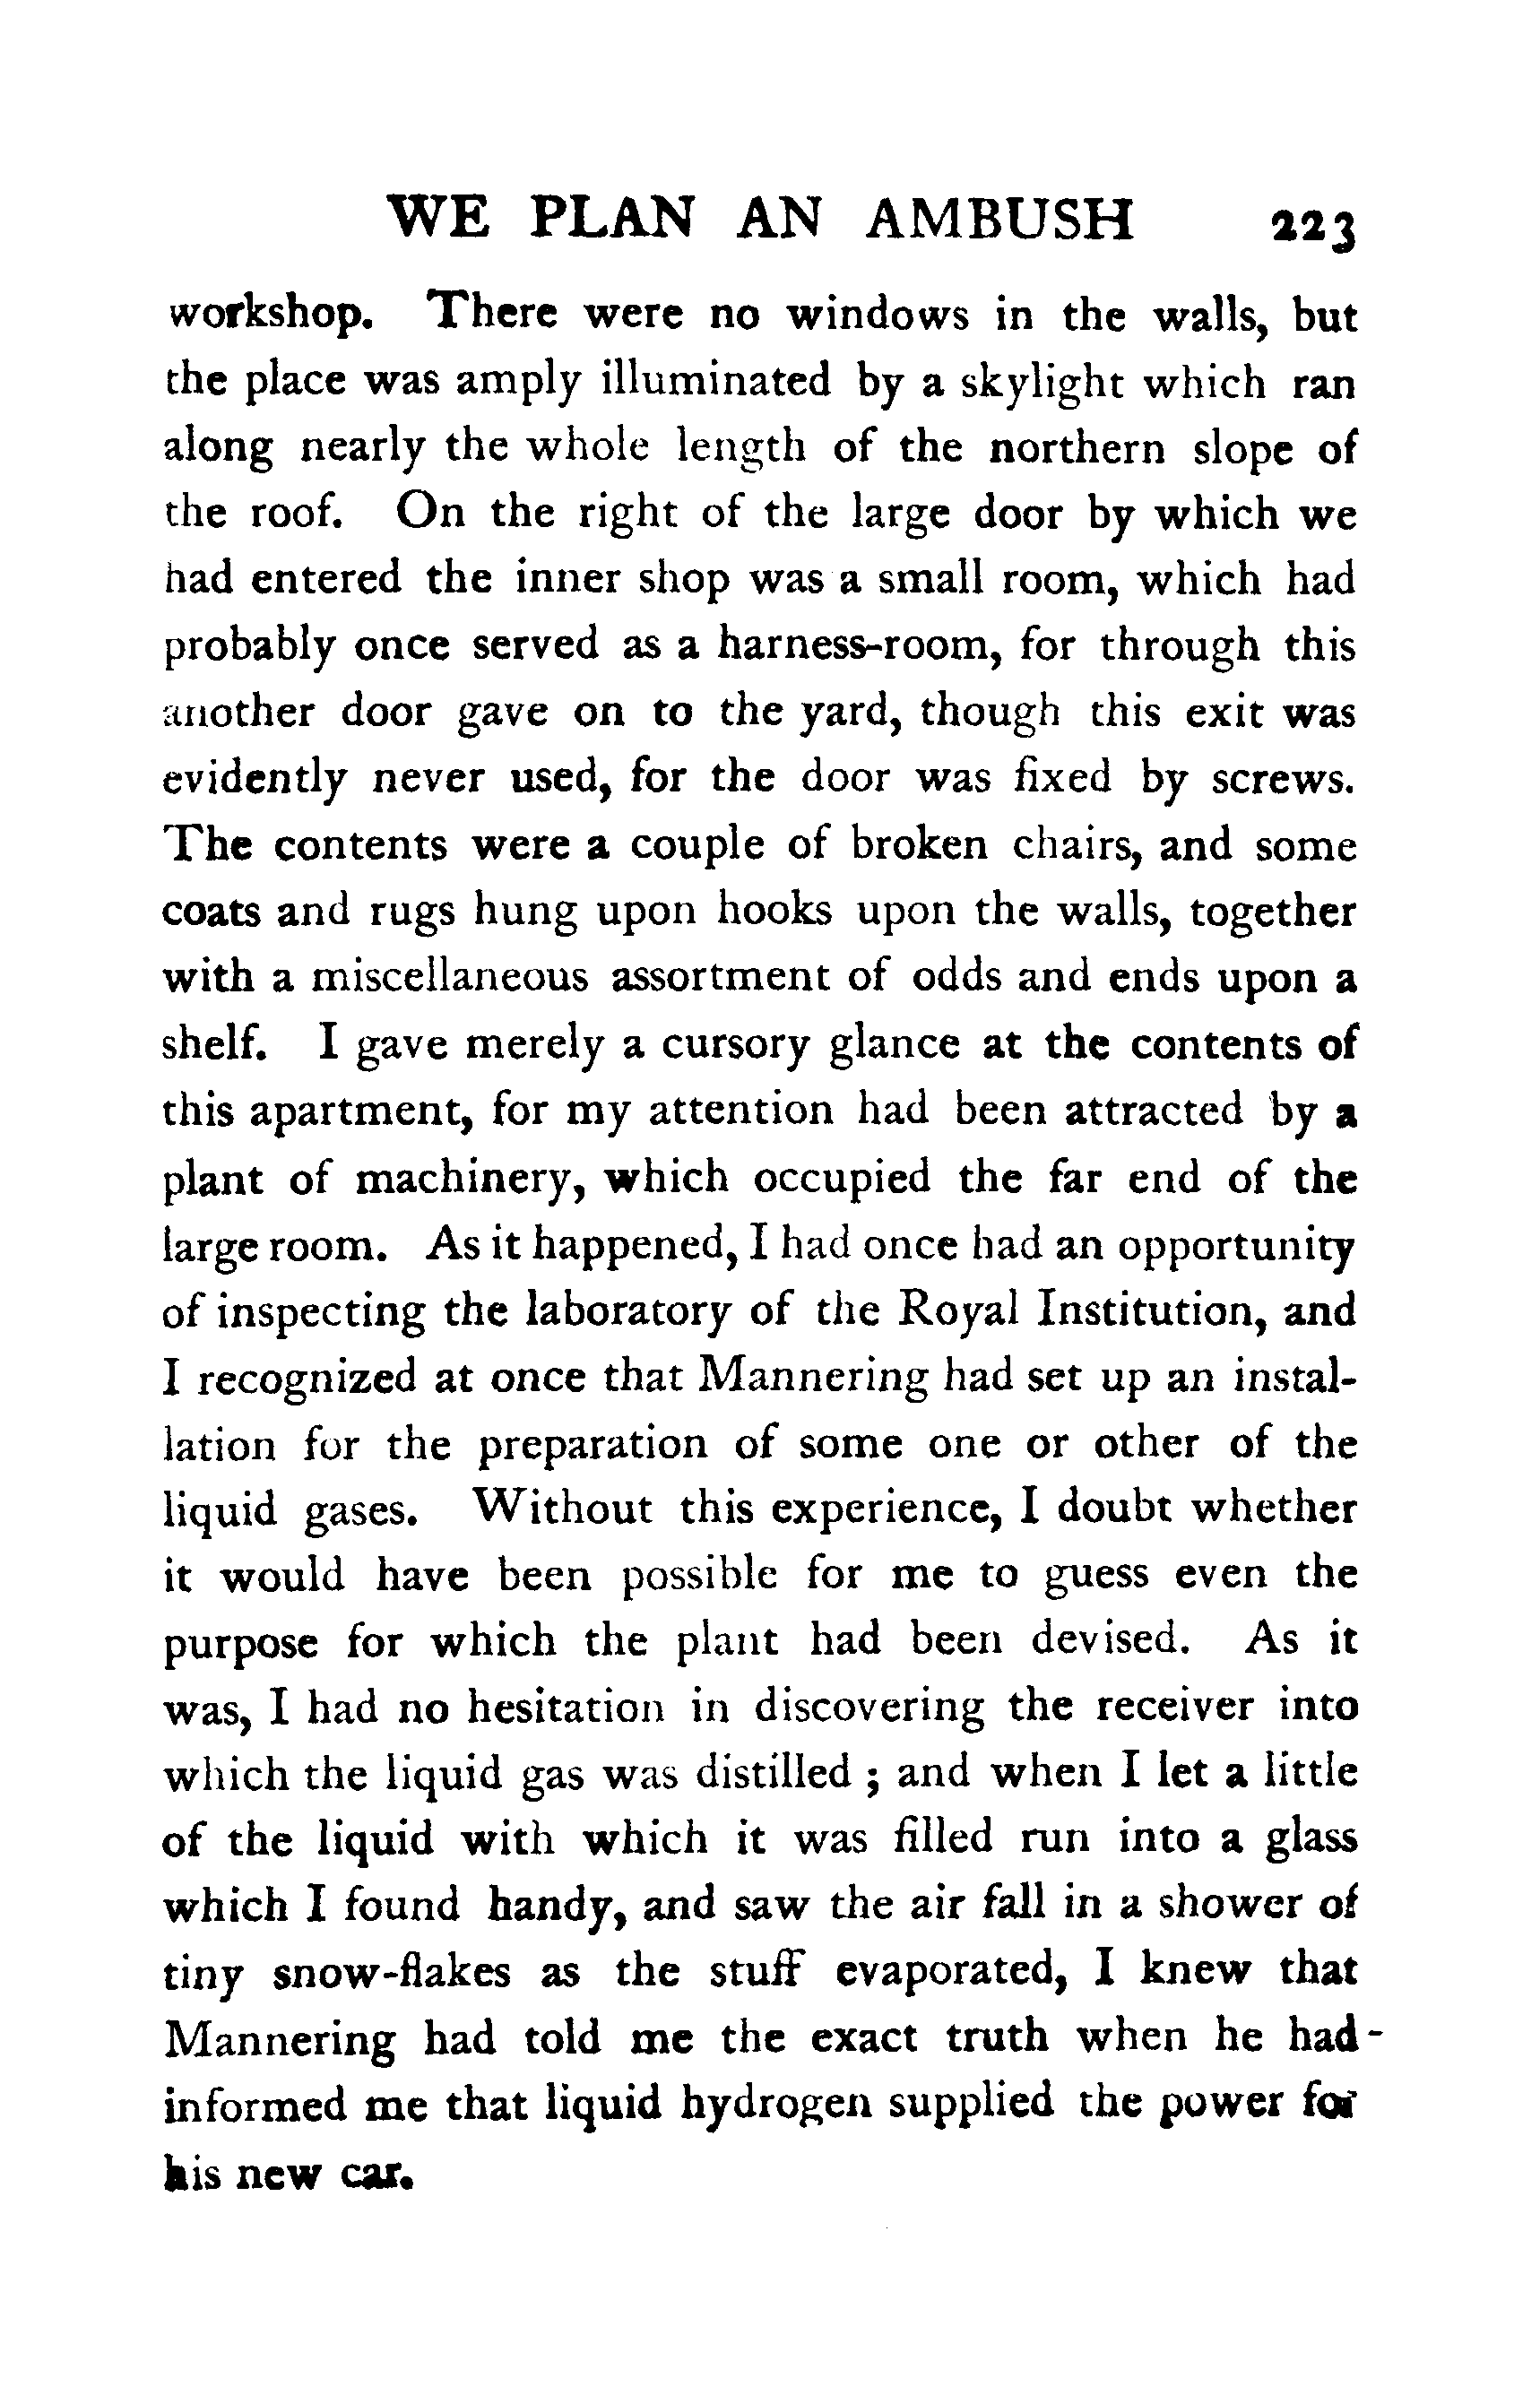 WE PLAN AN AMBUSH 223
workshop. There were no windows in the walls, but
the place was amply illuminated by a skylight which ran
along nearly the whole length of the northern slope of
the roof. On the right of the large door by which we
had entered the inner shop was a small room, which had
probably once served as a harness-room, for through this
another door gave on to the yard, though this exit was
evidently never used, for the door was fixed by screws.
The contents were a couple of broken chairs, and some
coats and rugs hung upon hooks upon the walls, together
with a miscellaneous assortment of odds and ends upon a
shelf. I gave merely a cursory glance at the contents of
this apartment, for my attention had been attracted by a
plant of machinery, which occupied the far end of the
large room. As it happened, I had once had an opportunity
of inspecting the laboratory of the Royal Institution, and
I recognized at once that Mannering had set up an instal-
lation for the preparation of some one or other of the
liquid gases. Without this experience, I doubt whether
it would have been possible for me to guess even the
purpose for which the plant had been devised. As it
was, I had no hesitation in discovering the receiver into
which the liquid gas was distilled ; and when I let a little
of the liquid with which it was filled run into a glass
which I found handy, and saw the air fall in a shower of
tiny snow-flakes as the stuff evaporated, I knew that
Mannering had told me the exact truth when he had-
informed me that liquid hydrogen supplied the power for
his new car.